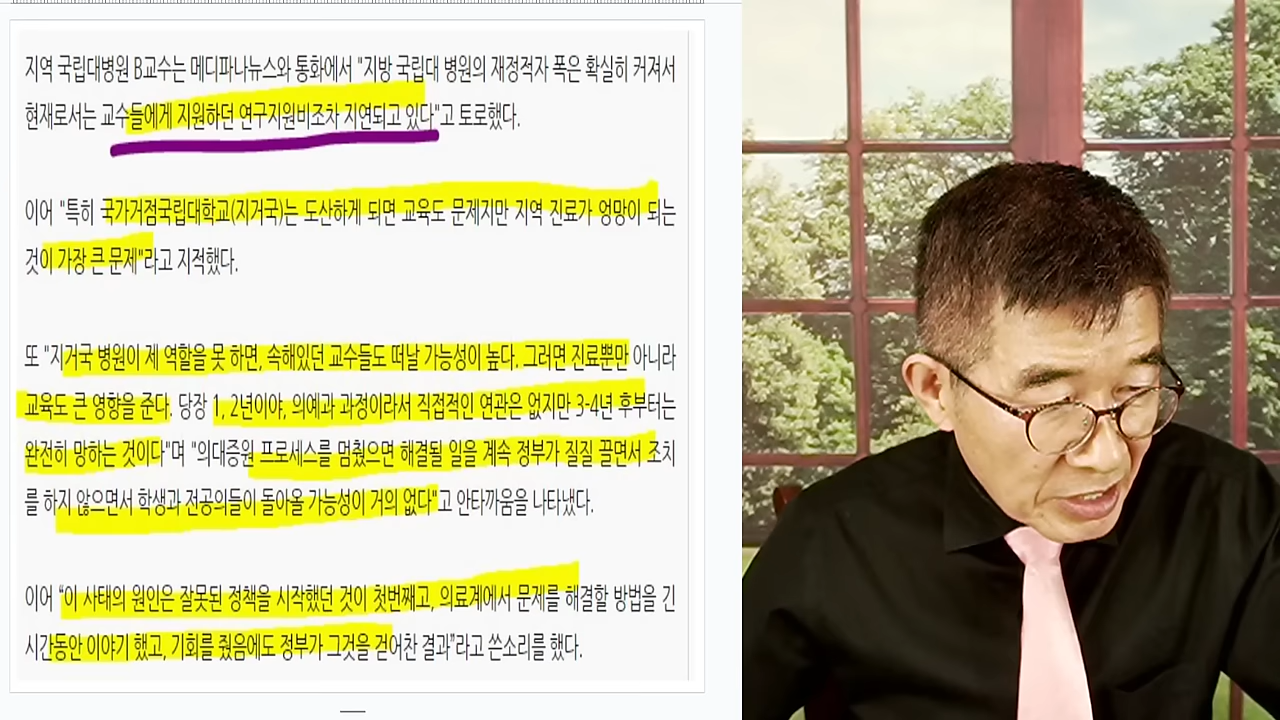 지역 국립대병원 B교수는 메디파나뉴스와 통화에서 "지방 국립대 병원의 재정적자 폭은 확실히 커져서
현재로서는 교수들에게 지원하던 연구지원비조차 지연되고 있다"고 토로했다.
이어 "특히 국가거점국립대학교(지거국)는 도산하게 되면 교육도 문제지만 지역 진료가 엉망이 되는
것이 가장 큰 문제"라고 지적했다.
또 "지거국 병원이 제 역할을 못 하면, 속해있던 교수들도 떠날 가능성이 높다. 그러면 진료뿐만 아니라
교육도 큰 영향을 준다. 당장 1, 2년이야, 의예과 과정이라서 직접적인 연관은 없지만 3-4년 후부터는
완전히 망하는 것이다"며 "의대증원 프로세스를 멈췄으면 해결될 일을 계속 정부가 질질 끌면서 조치
를 하지 않으면서 학생과 전공의들이 돌아올 가능성이 거의 없다"고 안타까움을 나타냈다.
이어 “이 사태의 원인은 잘못된 정책을 시작했던 것이 첫번째고, 의료계에서 문제를 해결할 방법을 긴
시간동안 이야기 했고, 기회를 줬음에도 정부가 그것을 걷어찬 결과”라고 쓴소리를 했다.